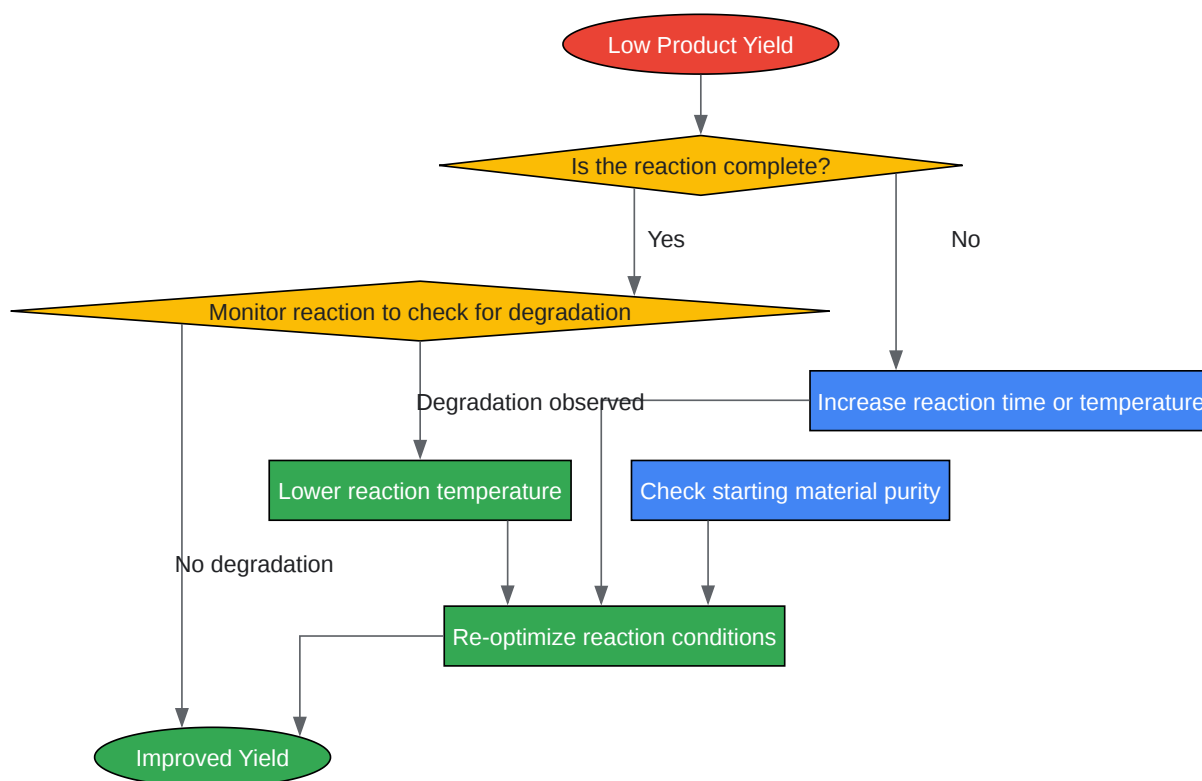 Low Product Yield
Is the reaction complete?
Yes
No
Monitor reaction to check for degradation
Degradation observed
Increase reaction time or temperature
Lower reaction temperature
Check starting material purity
No degradation
Re-optimize reaction conditions
Improved Yield